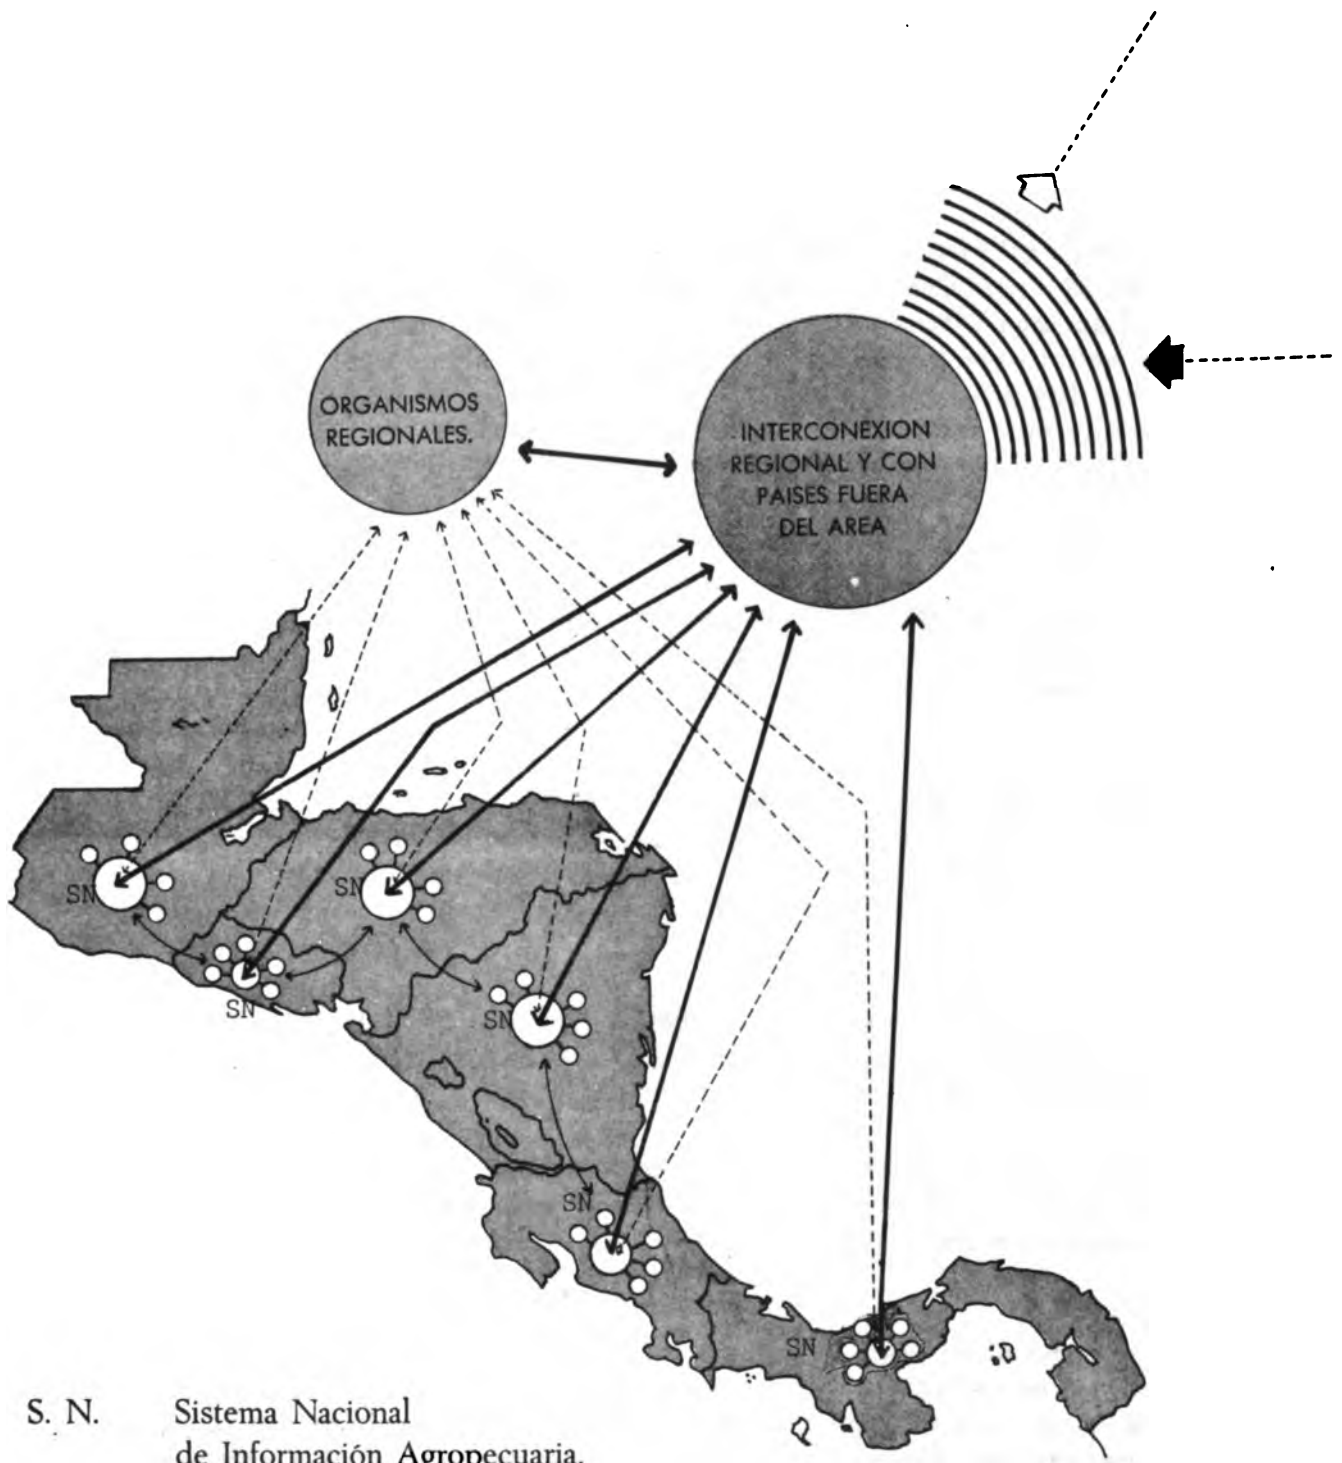 ORGANISMOS
REGIONALES.
INTERCONEXION
REGIONAL Y CON
PAISES FUERA
DEL AREA
SN
SN
SN
SN
SN
SN
S. N. Sistema Nacional
de Información Agropecuaria.